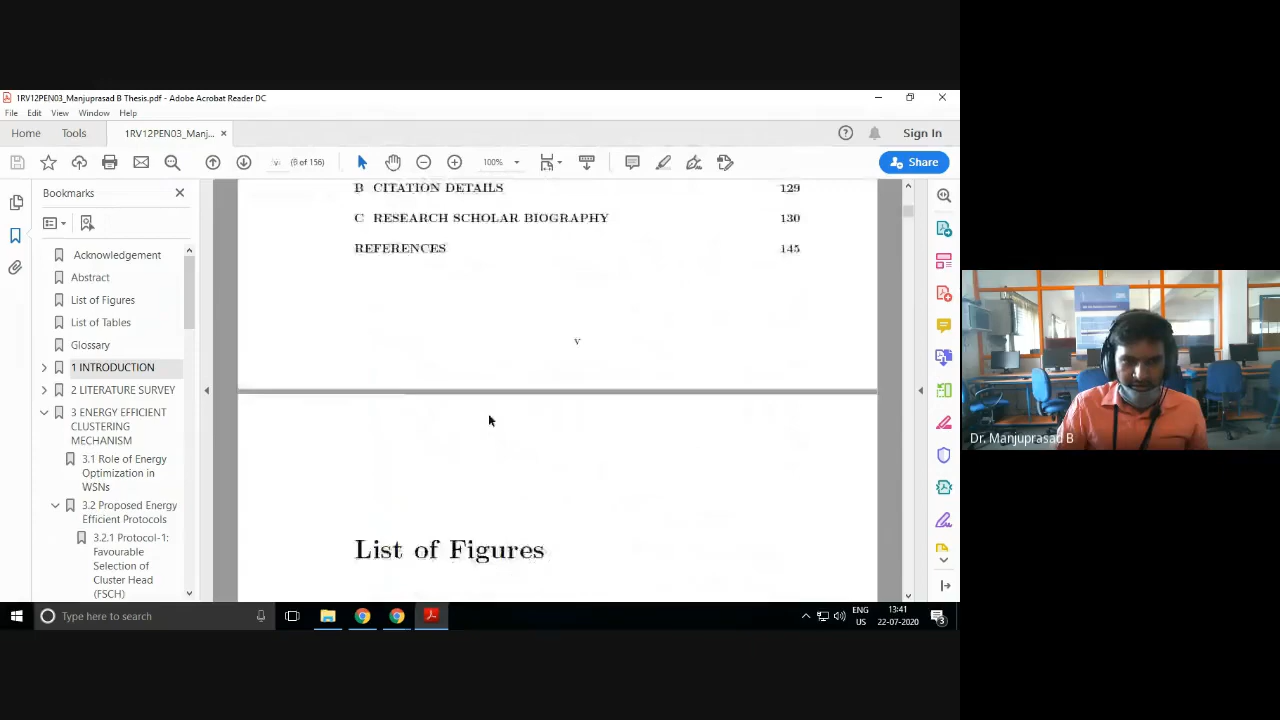 1RV12PEN03_Manjuprasad B Thesis.pdf - Adobe Acrobat Reader DC
File Edit View Window Help
Home Tools 1RV12PEN03_Manj... × Sign In
vi (8 of 156) 100% Share
Bookmarks
Acknowledgement
Abstract
List of Figures
List of Tables
Glossary
1 INTRODUCTION
2 LITERATURE SURVEY
3 ENERGY EFFICIENT
CLUSTERING
MECHANISM
3.1 Role of Energy
Optimization in
WSNs
3.2 Proposed Energy
Efficient Protocols
3.2.1 Protocol-1:
Favourable
Selection of
Cluster Head
(FSCH)
B CITATION DETAILS 129
C RESEARCH SCHOLAR BIOGRAPHY 130
REFERENCES 145
v
List of Figures
Dr. Manjuprasad B
Type here to search
ENG
US
13:41
22-07-2020
3